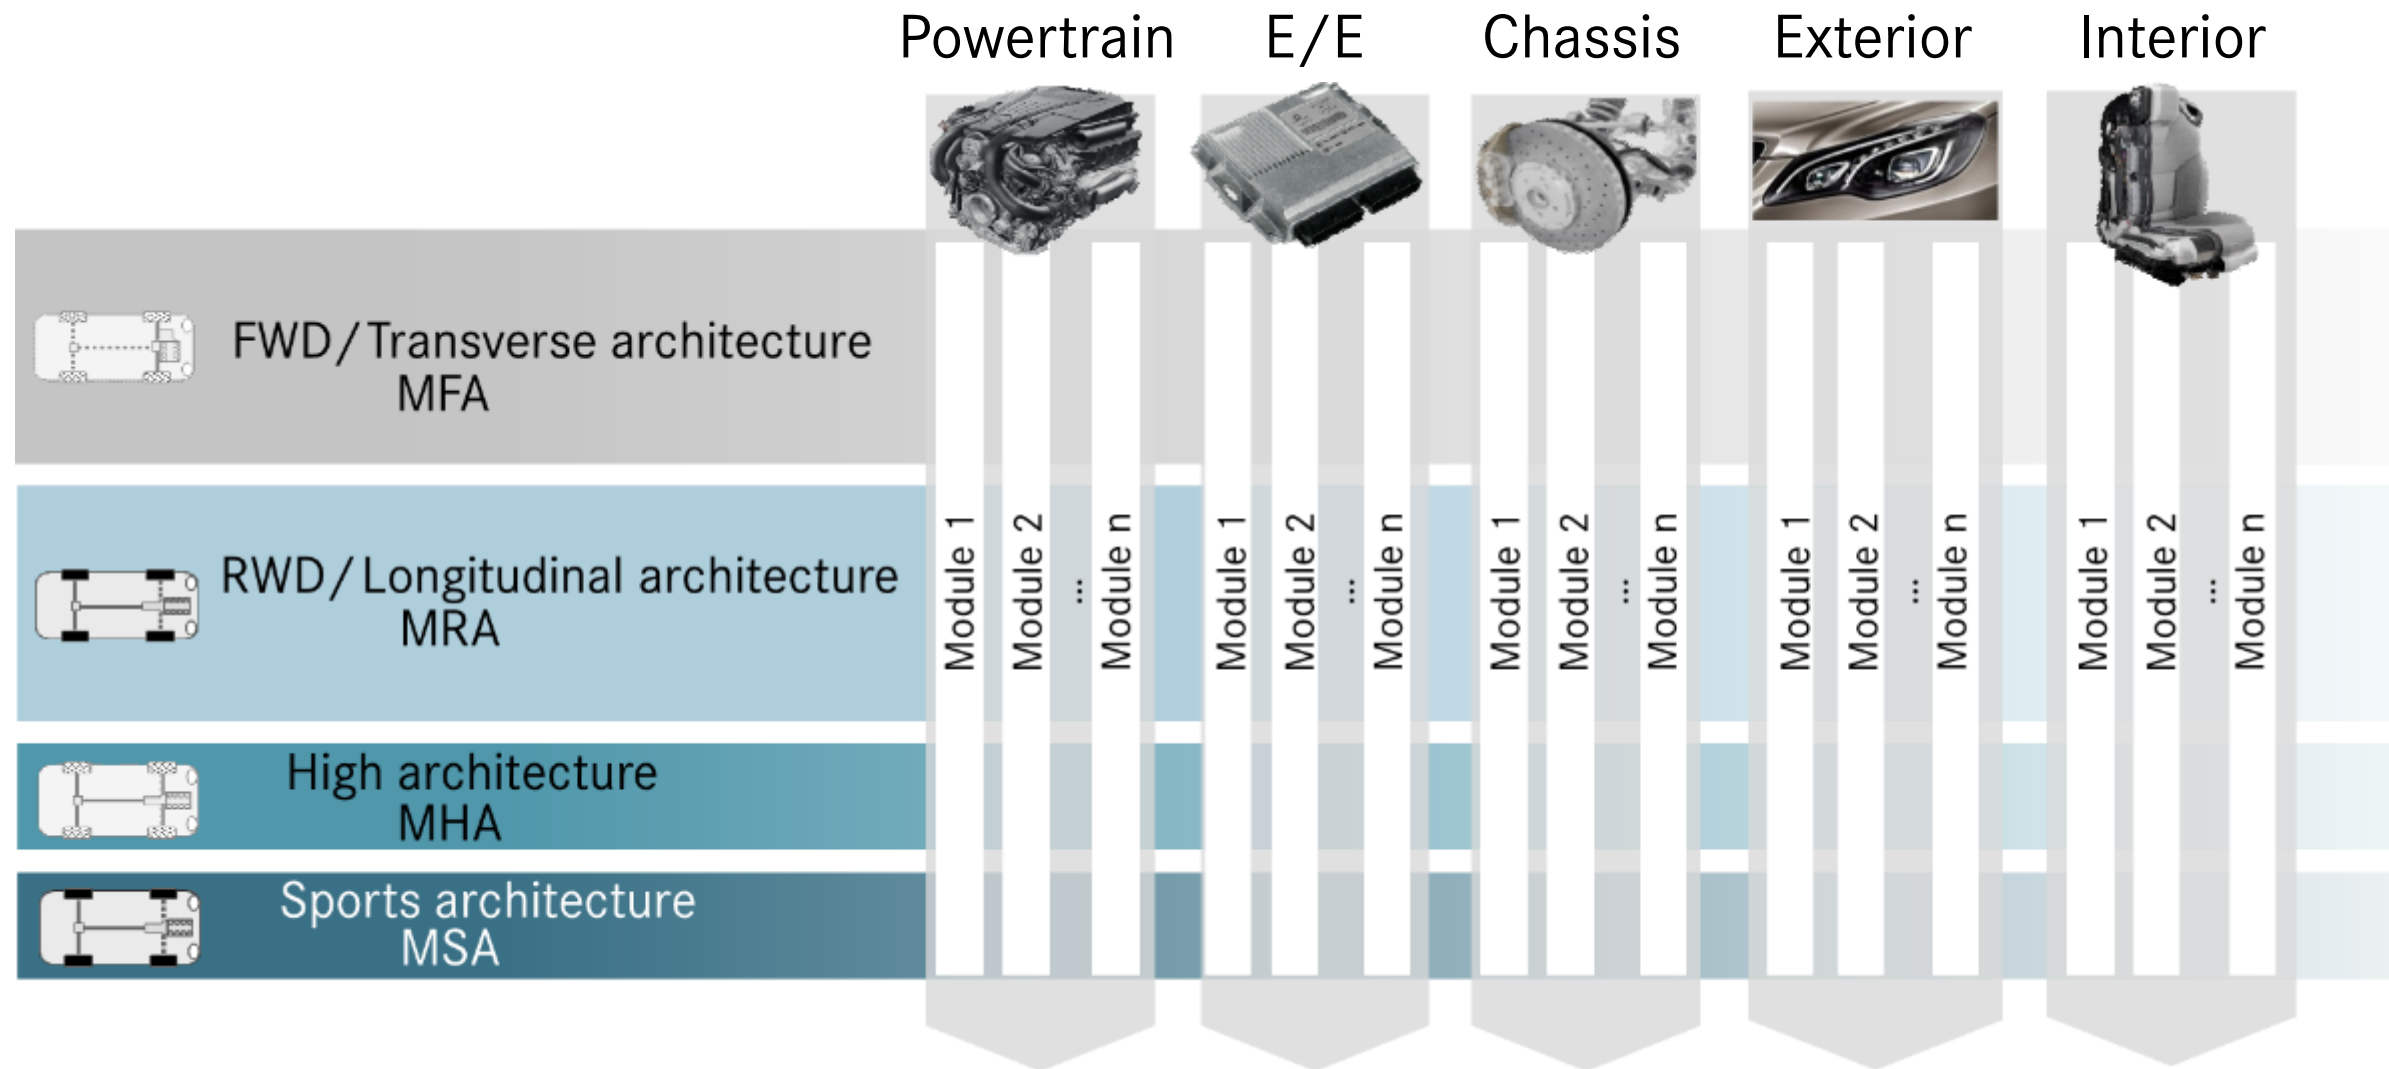 Powertrain E/E Chassis Exterior Interior
FWD/Transverse architecture
MFA
RWD/Longitudinal architecture
MRA
High architecture
MHA
Sports architecture
MSA
Module 1
Module 2
...
Module n
Module 1
Module 2
...
Module n
Module 1
Module 2
...
Module n
Module 1
Module 2
...
Module n
Module 1
Module 2
...
Module n